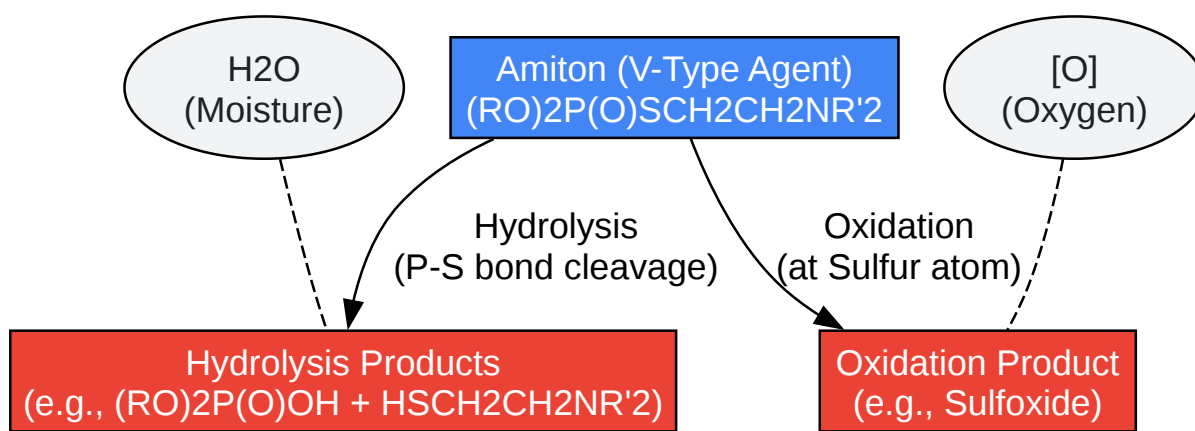 H2O
(Moisture)
Amiton (V-Type Agent)
(RO)2P(O)SCH2CH2NR'2
[O]
(Oxygen)
Hydrolysis
(P-S bond cleavage)
Oxidation
(at Sulfur atom)
Hydrolysis Products
(e.g., (RO)2P(O)OH + HSCH2CH2NR'2)
Oxidation Product
(e.g., Sulfoxide)